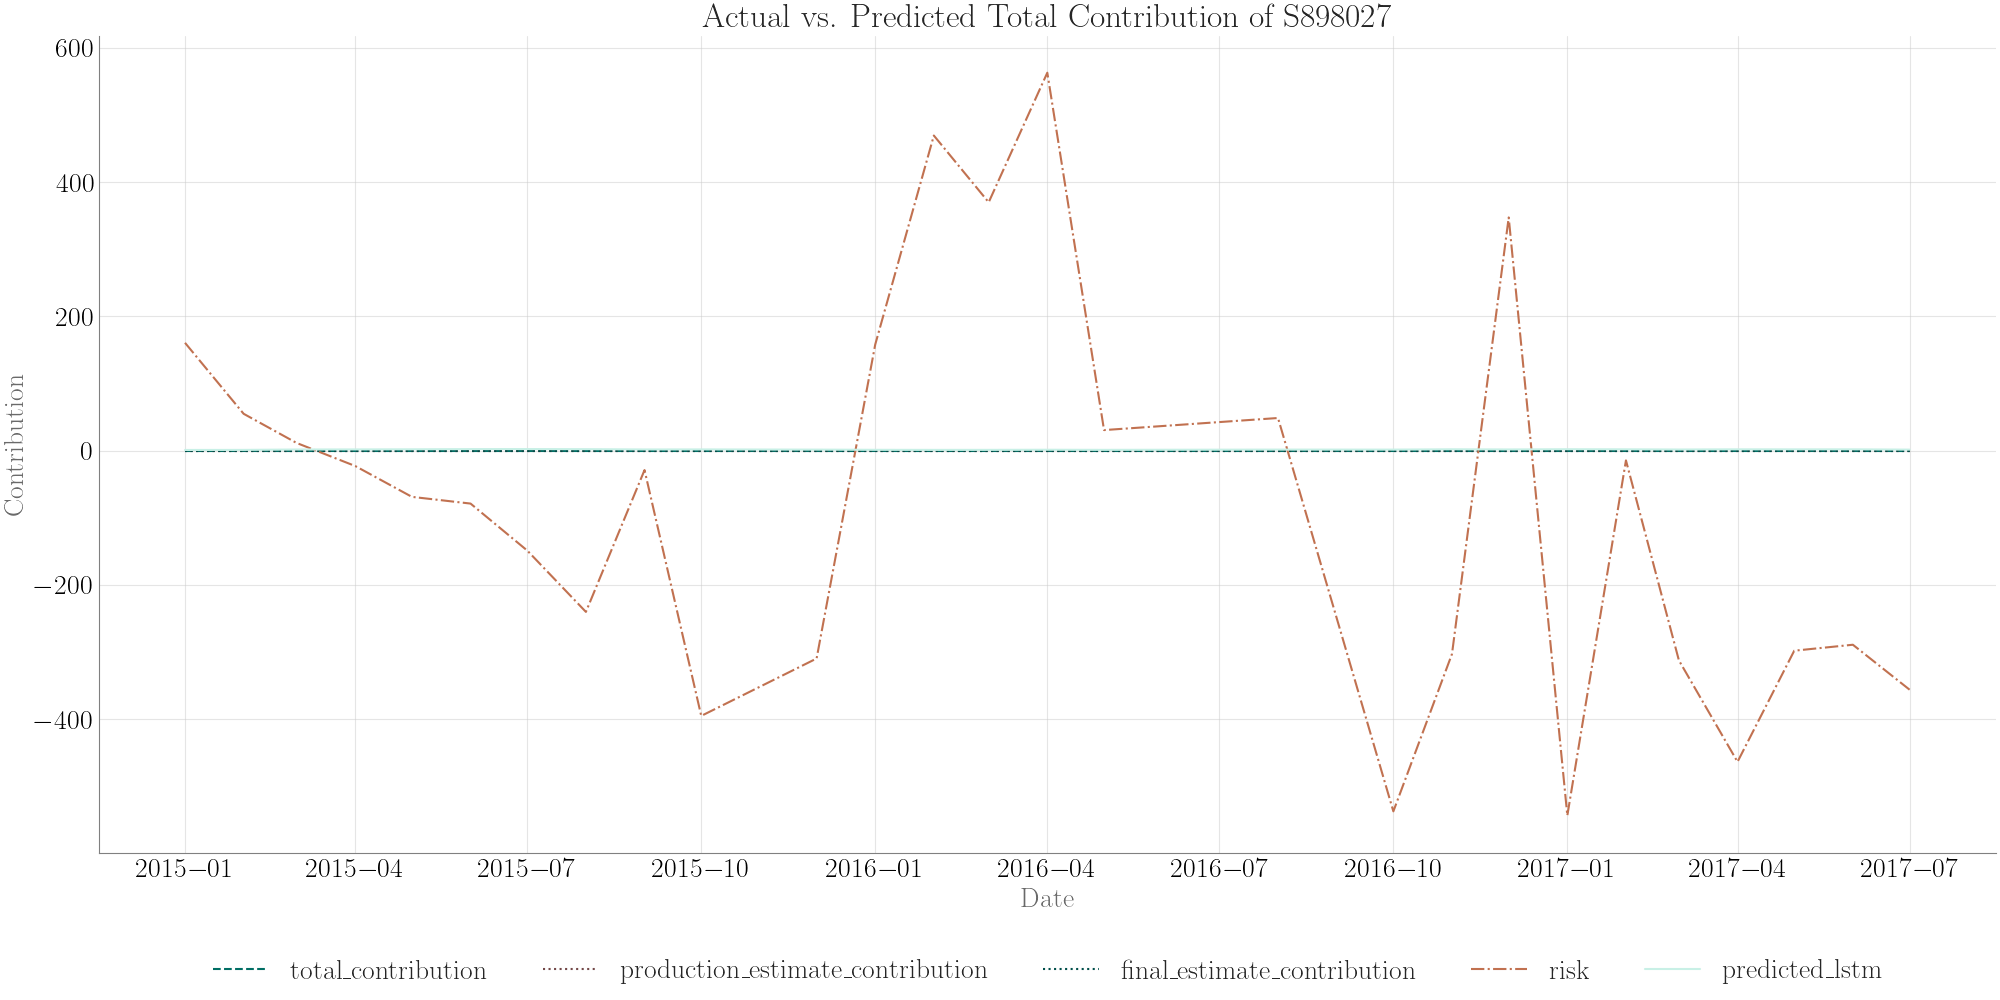 Actual vs. Predicted Total Contribution of S898027
600
400
200
0
−200
−400
Contribution
2015−01 2015−04 2015−07 2015−10 2016−01 2016−04 2016−07 2016−10 2017−01 2017−04 2017−07
Date
total_contribution production_estimate_contribution final_estimate_contribution risk predicted_lstm